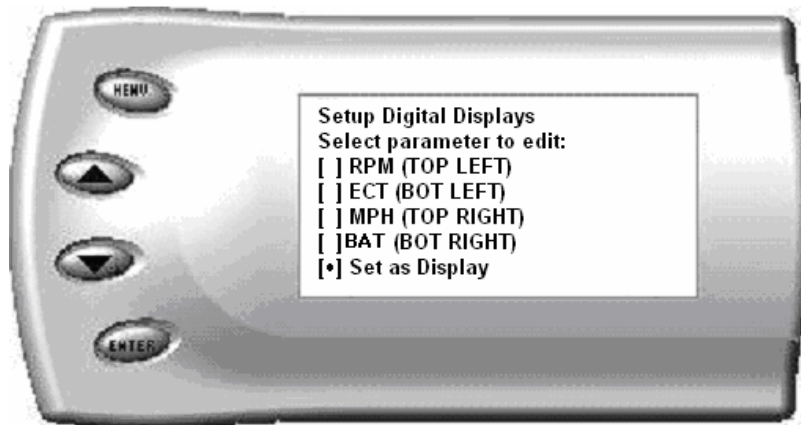 MENU
Setup Digital Displays
Select parameter to edit:
[ ] RPM (TOP LEFT)
[ ] ECT (BOT LEFT)
[ ] MPH (TOP RIGHT)
[ ]BAT (BOT RIGHT)
[•] Set as Display
ENTER